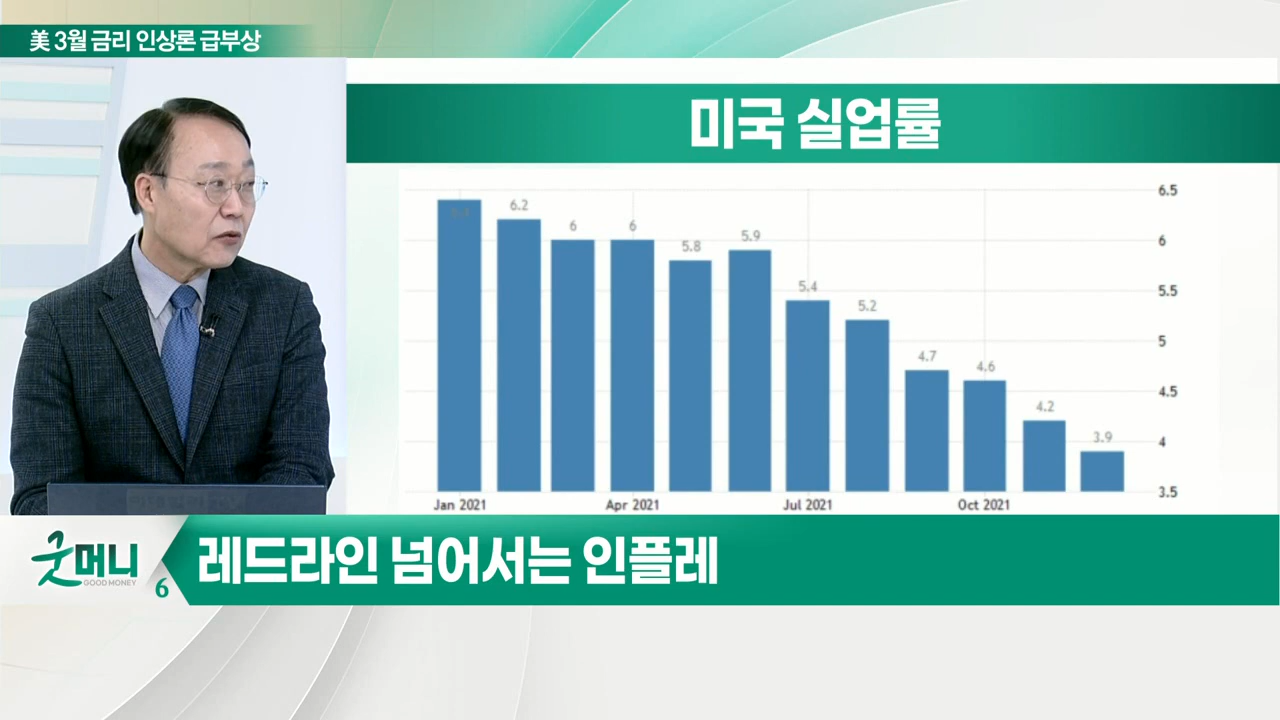 美 3월 금리 인상론 급부상
미국 실업률
6.2
6
6
5.8
5.9
5.4
5.2
4.7
4.6
4.2
3.9
6.5
6
5.5
5
4.5
4
3.5
Jan 2021
Apr 2021
Jul 2021
Oct 2021
굿머니
GOOD MONEY
6
레드라인 넘어서는 인플레